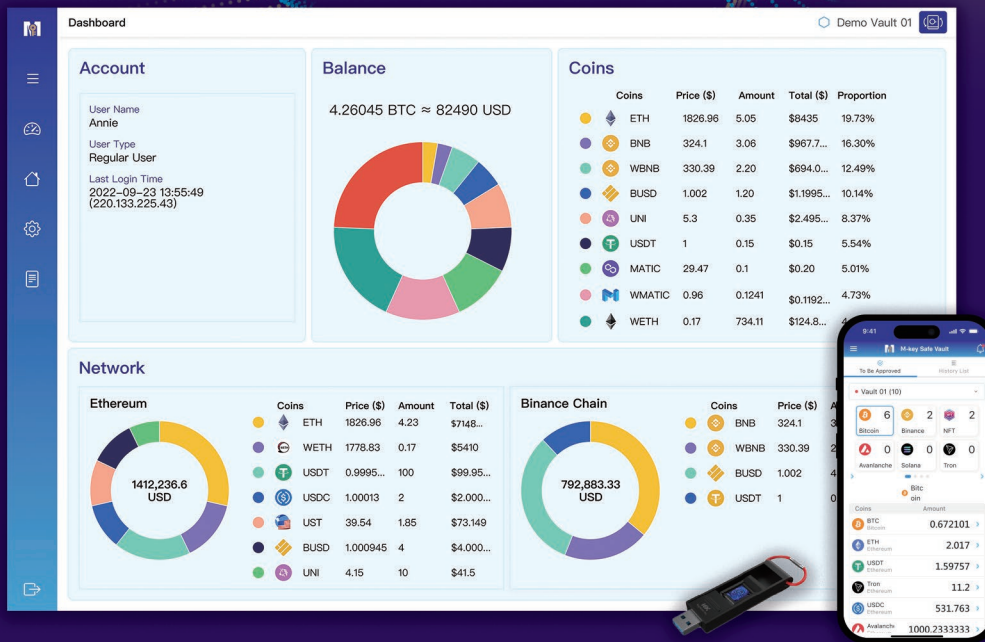 Dashboard
Demo Vault 01
Account
User Name
Annie
User Type
Regular User
Last Login Time
2022-09-23 13:55:49
(220.133.225.43)
Balance
4.26045 BTC ≈ 82490 USD
Coins
Coins Price ($) Amount Total ($) Proportion
ETH 1826.96 5.05 $8435 19.73%
BNB 324.1 3.06 $967.7... 16.30%
WBNB 330.39 2.20 $694.0... 12.49%
BUSD 1.002 1.20 $1.1995... 10.14%
UNI 5.3 0.35 $2.495... 8.37%
USDT 1 0.15 $0.15 5.54%
MATIC 29.47 0.1 $0.20 5.01%
WMATIC 0.96 0.1241 $0.1192... 4.73%
WETH 0.17 734.11 $124.8...
Network
Ethereum
1412,236.6
USD
Coins Price ($) Amount Total ($)
ETH 1826.96 4.23 $7148...
WETH 1778.83 0.17 $5410
USDT 0.9995... 100 $99.95...
USDC 1.00013 2 $2.000...
UST 39.54 1.85 $73.149
BUSD 1.000945 4 $4.000...
UNI 4.15 10 $41.5
Binance Chain
792,883.33
USD
Coins Price ($)
BNB 324.1
WBNB 330.39
BUSD 1.002
USDT 1
9:41
M-key Safe Vault
To Be Approved History List
Vault 01 (10)
6 2 2
Bitcoin Binance NFT
0 0 0
Avanlanche Solana Tron
Bitc
oin
Coins Amount
BTC 0.672101
Bitcoin
ETH 2.017
Ethereum
USDT 1.59757
Ethereum
Tron 11.2
Ethereum
USDC 531.763
Ethereum
Avalanche 1000.2333333